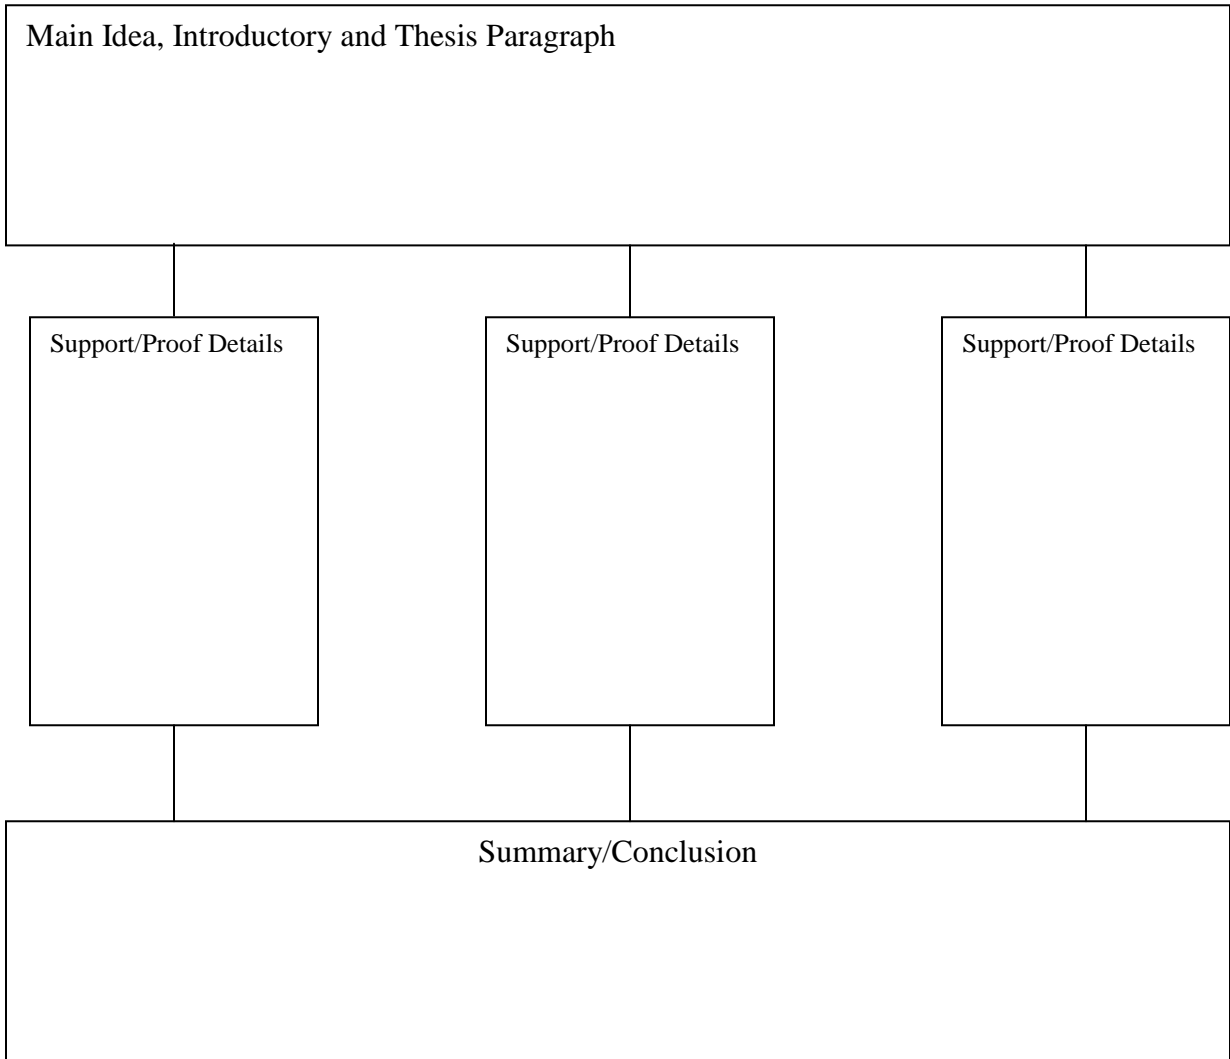 Main Idea, Introductory and Thesis Paragraph
Support/Proof Details
Support/Proof Details
Support/Proof Details
Summary/Conclusion